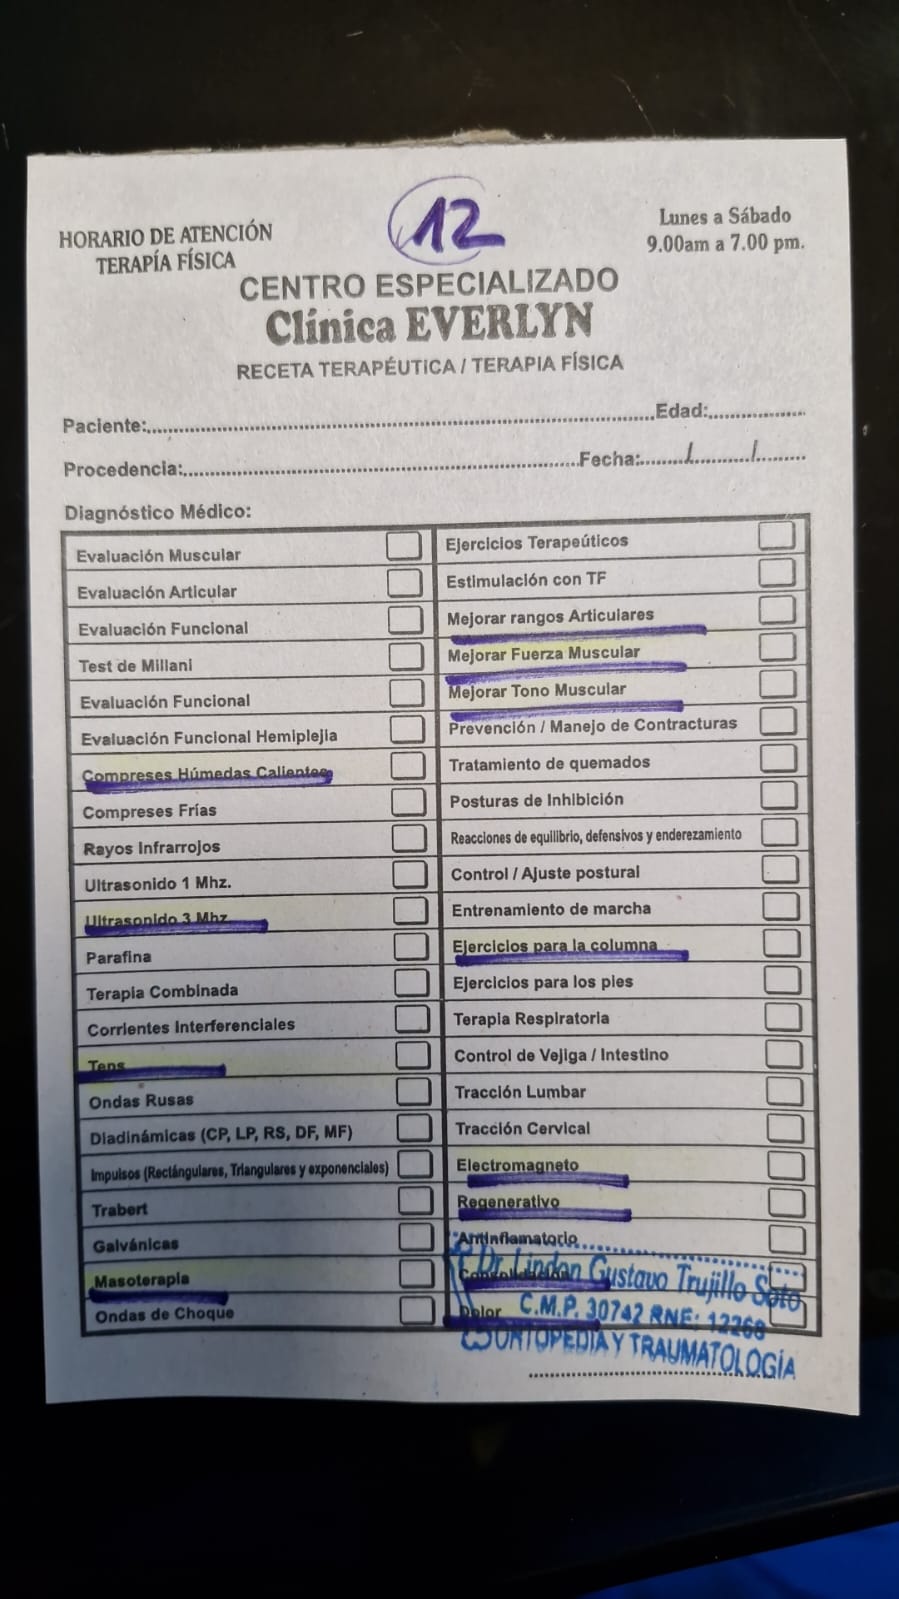 12
HORARIO DE ATENCIÓN
TERAPÍA FÍSICA
Lunes a Sábado
9.00am a 7.00 pm.
CENTRO ESPECIALIZADO
Clínica EVERLYN
RECETA TERAPÉUTICA / TERAPIA FÍSICA
Paciente:..........Edad:..........
Procedencia:..........Fecha:......../........../..........
Diagnóstico Médico:
Evaluación Muscular
Evaluación Articular
Evaluación Funcional
Test de Millani
Evaluación Funcional
Evaluación Funcional Hemiplejia
Compreses Húmedas Calientes
Compreses Frías
Rayos Infrarrojos
Ultrasonido 1 Mhz.
Ultrasonido 3 Mhz
Parafina
Terapia Combinada
Corrientes Interferenciales
Tens
Ondas Rusas
Diadinámicas (CP, LP, RS, DF, MF)
Impulsos (Rectángulares, Triangulares y exponenciales)
Trabert
Galvánicas
Masoterapia
Ondas de Choque
Ejercicios Terapeúticos
Estimulación con TF
Mejorar rangos Articulares
Mejorar Fuerza Muscular
Mejorar Tono Muscular
Prevención / Manejo de Contracturas
Tratamiento de quemados
Posturas de Inhibición
Reacciones de equilibrio, defensivos y enderezamiento
Control / Ajuste postural
Entrenamiento de marcha
Ejercicios para la columna
Ejercicios para los pies
Terapia Respiratoria
Control de Vejiga / Intestino
Tracción Lumbar
Tracción Cervical
Electromagneto
Regenerativo
Antinflamatorio
Consolidación
Dolor
Dr. Lindon Gustavo Trujillo Soto
C.M.P. 30742 RNE: 12268
ORTOPEDIA Y TRAUMATOLOGÍA